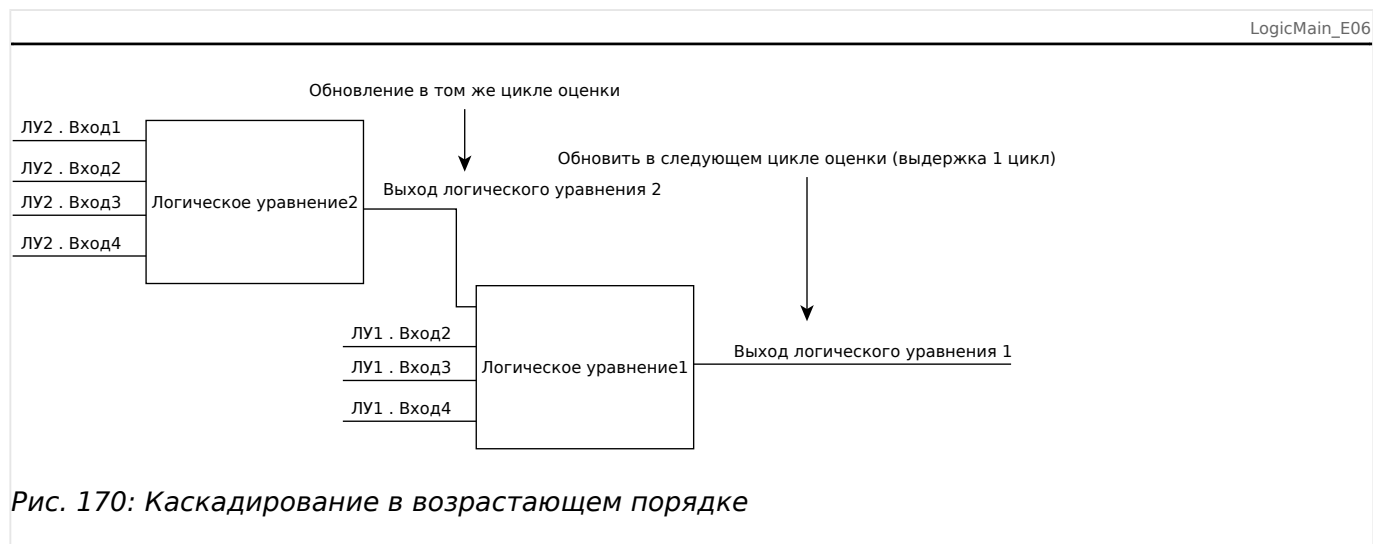 LogicMain_E06
Обновление в том же цикле оценки
ЛУ2 . Вход1
Обновить в следующем цикле оценки (выдержка 1 цикл)
ЛУ2 . Вход2
Выход логического уравнения 2
ЛУ2 . Вход3
Логическое уравнение2
ЛУ2 . Вход4
ЛУ1 . Вход2
Выход логического уравнения 1
ЛУ1 . Вход3
Логическое уравнение1
ЛУ1 . Вход4
Рис. 170: Каскадирование в возрастающем порядке